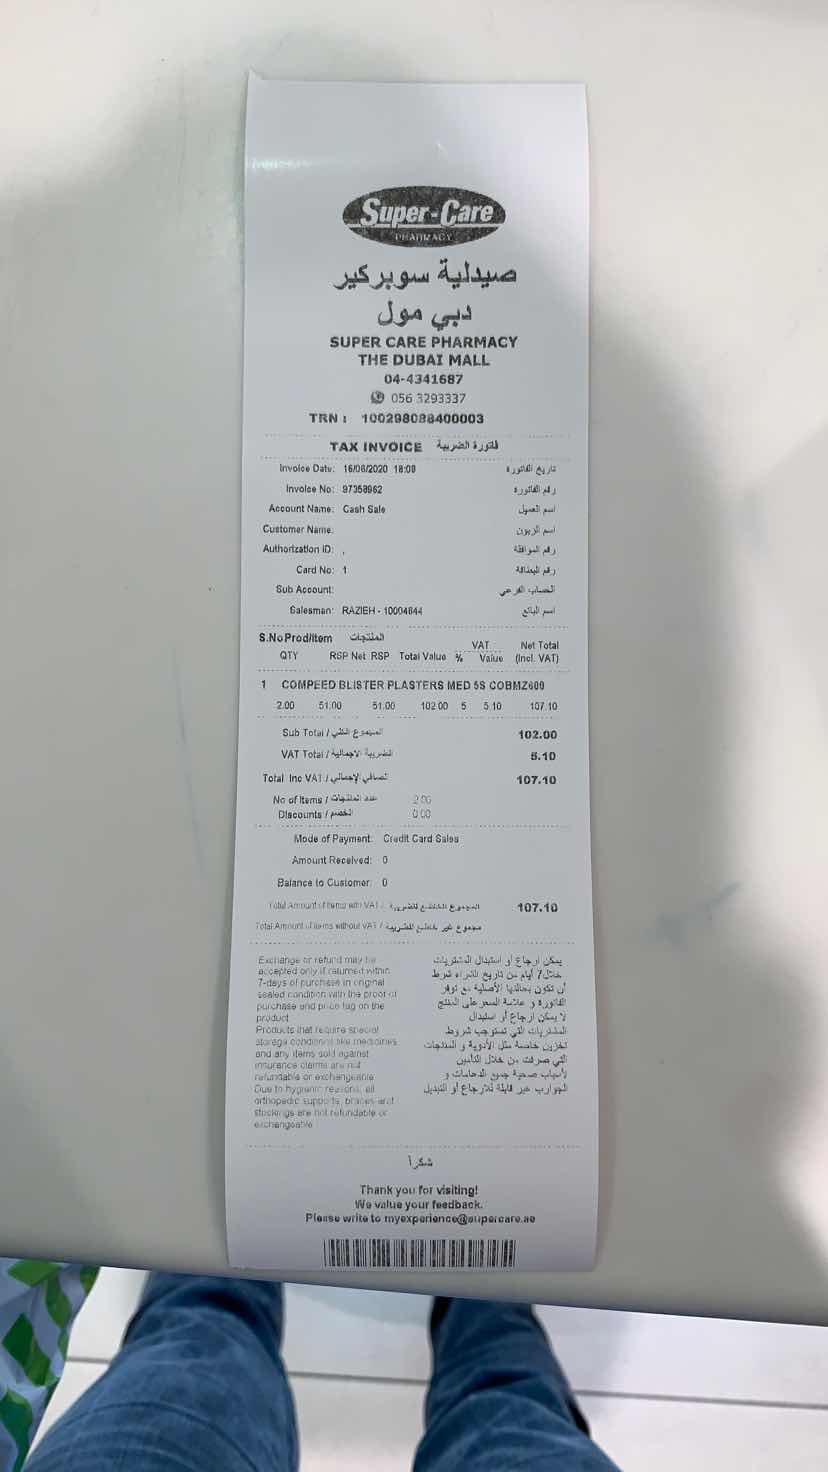 Super-Care
PHARMACY
صيدلية سوبركير
دبي مول
SUPER CARE PHARMACY
THE DUBAI MALL
04-4341687
056 3293337
TRN : 100298088400003
TAX INVOICE فاتورة الضريبية
Invoice Date: 16/08/2020 18:09 تاريخ الفاتورة
Invoice No: 97358962 رقم الفاتورة
Account Name: Cash Sale اسم العميل
Customer Name: اسم الزبون
Authorization ID: , رقم الموافقة
Card No: 1 رقم البطاقة
Sub Account: الحساب الفرعي
Salesman: RAZIEH - 10004644 اسم البائع
S.No Prod/Item المنتجات VAT Net Total
QTY RSP Net RSP Total Value % Value (Incl. VAT)
1 COMPEED BLISTER PLASTERS MED 5S COBMZ609
2.00 51.00 51.00 102.00 5 5.10 107.10
Sub Total / المجموع الكلي 102.00
VAT Total / الضريبة الاجمالية 5.10
Total Inc VAT / الصافي الإجمالي 107.10
No of Items / عدد المنتجات 2.00
Discounts / الخصم 0.00
Mode of Payment: Credit Card Sales
Amount Received: 0
Balance to Customer: 0
Total Amount of Items with VAT / المجموع الخاضع للضريبة 107.10
Total Amount of Items without VAT / مجموع غير خاضع للضريبة
Exchange or refund may be
accepted only if returned within
7-days of purchase in original
sealed condition with the proof of
purchase and price tag on the
product
Products that require special
storage conditions like medicines
and any items sold against
insurance claims are not
refundable or exchangeable
Due to hygienic reasons, all
orthopedic supports, braces and
stockings are not refundable or
exchangeable
يمكن ارجاع أو استبدال المشتريات
خلال 7 أيام من تاريخ الشراء شرط
أن تكون بحالتها الأصلية مع توفر
الفاتورة و علامة السعر على المنتج
لا يمكن ارجاع أو استبدال
المشتريات التي تستوجب شروط
تخزين خاصة مثل الأدوية و المنتجات
التي صرفت من خلال التأمين
لأسباب صحية جميع الدعامات و
الجوارب غير قابلة للارجاع أو التبديل
شكراً
Thank you for visiting!
We value your feedback.
Please write to myexperience@supercare.ae